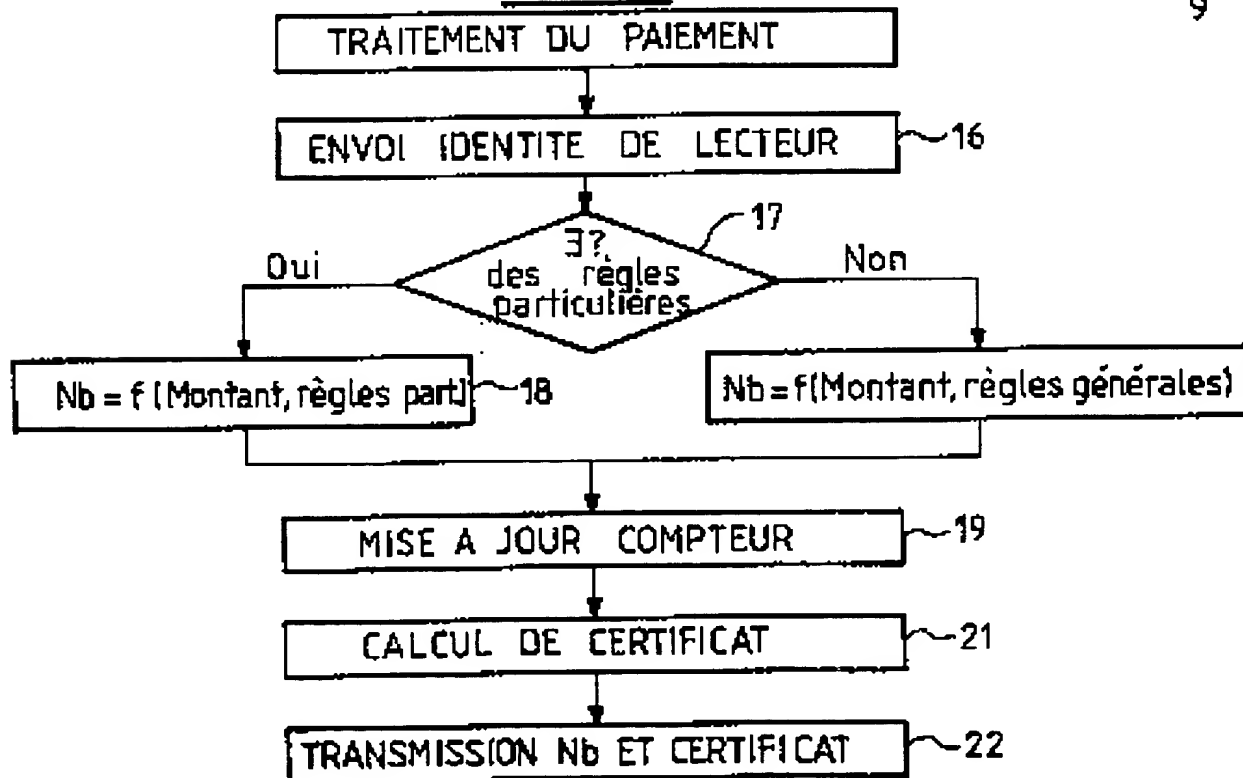 9
TRAITEMENT DU PAIEMENT
ENVOI IDENTITE DE LECTEUR
16
17
∃?
des règles
particulières
Oui
Non
Nb = f (Montant, règles part.)
18
Nb = f (Montant, règles générales)
MISE A JOUR COMPTEUR
19
CALCUL DE CERTIFICAT
21
TRANSMISSION Nb ET CERTIFICAT
22